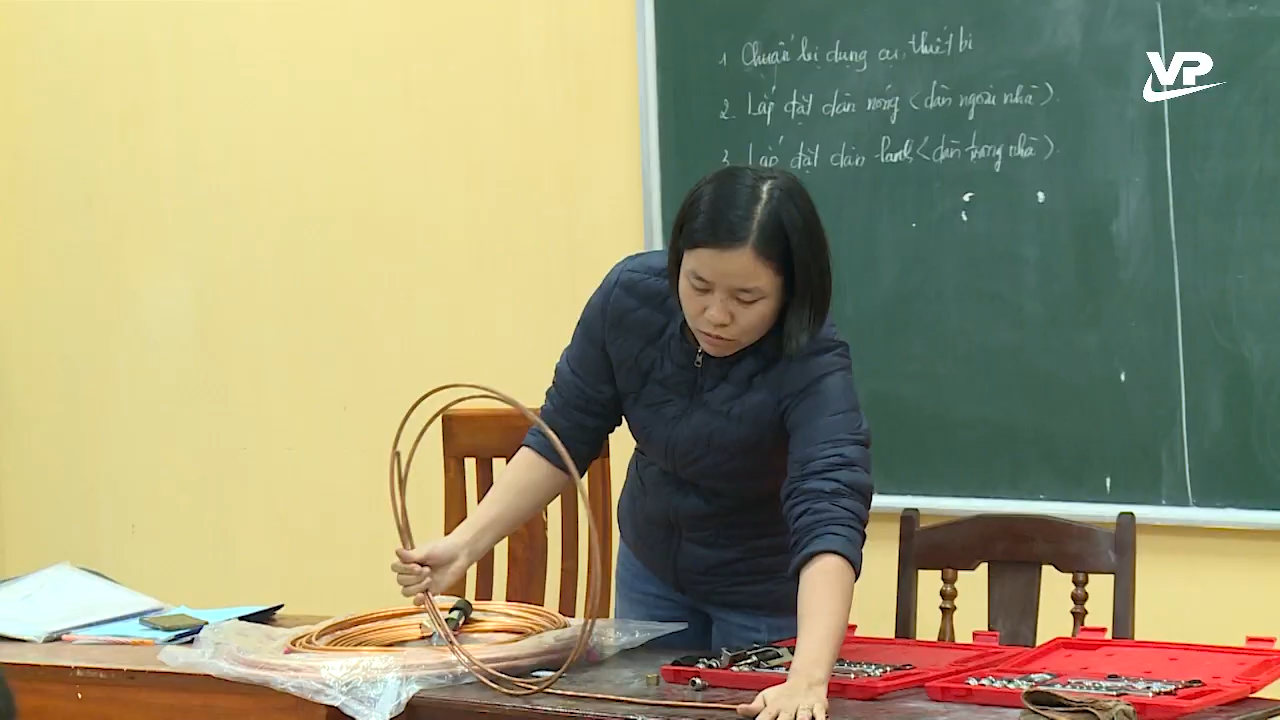 VP
1 Chuẩn bị dụng cụ, thiết bị
2. Lắp đặt dàn nóng <dàn ngoài nhà>.
3 Lắp đặt dàn lạnh <dàn trong nhà>.